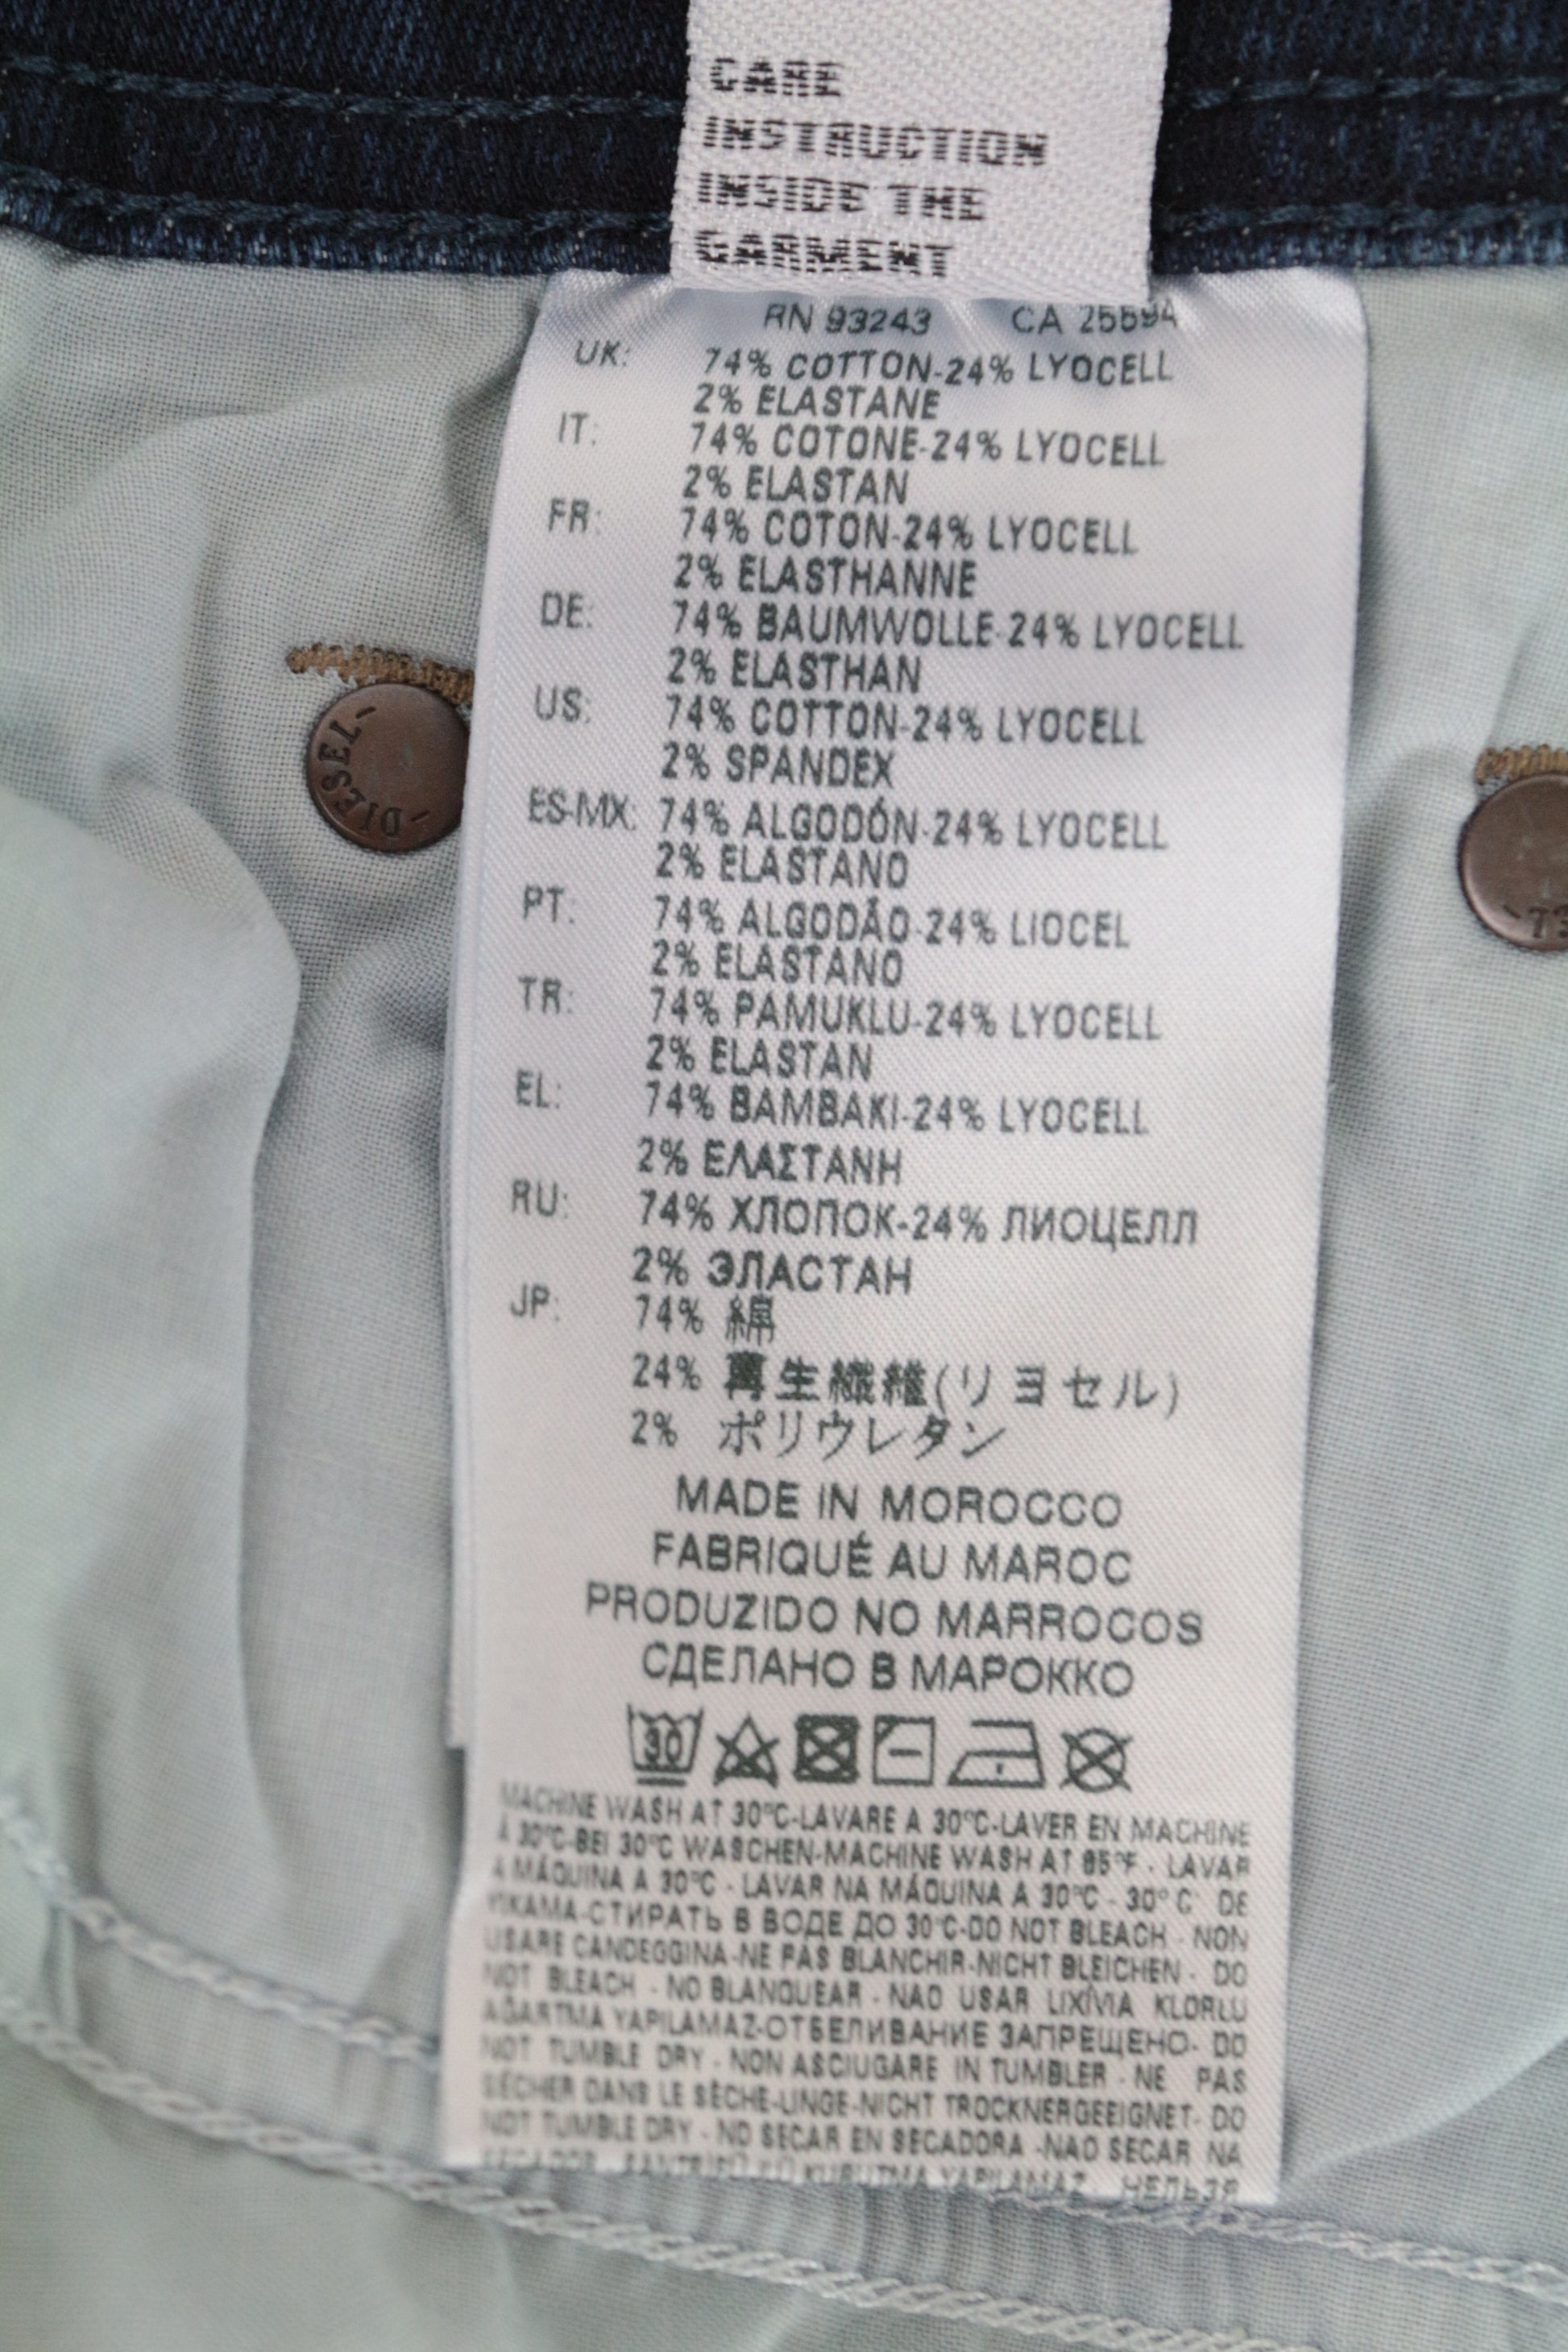 CARE
INSTRUCTION
INSIDE THE
GARMENT
RN 93243 CA 25594
UK: 74% COTTON-24% LYOCELL
2% ELASTANE
IT: 74% COTONE-24% LYOCELL
2% ELASTAN
FR: 74% COTON-24% LYOCELL
2% ELASTHANNE
DE: 74% BAUMWOLLE-24% LYOCELL
2% ELASTHAN
US: 74% COTTON-24% LYOCELL
2% SPANDEX
ES-MX: 74% ALGODÓN-24% LYOCELL
2% ELASTANO
PT: 74% ALGODÃO-24% LIOCEL
2% ELASTANO
TR: 74% PAMUKLU-24% LYOCELL
2% ELASTAN
EL: 74% BAMBAKI-24% LYOCELL
2% ΕΛΑΣΤΑΝΗ
RU: 74% ХЛОПОК-24% ЛИОЦЕЛЛ
2% ЭЛАСТАН
JP: 74% 綿
24% 再生繊維(リヨセル)
2% ポリウレタン
MADE IN MOROCCO
FABRIQUÉ AU MAROC
PRODUZIDO NO MARROCOS
СДЕЛАНО В МАРОККО
30
MACHINE WASH AT 30°C-LAVARE A 30°C-LAVER EN MACHINE
À 30°C-BEI 30°C WASCHEN-MACHINE WASH AT 85°F - LAVAR
A MÁQUINA A 30°C - LAVAR NA MÁQUINA A 30°C - 30°C' DE
YIKAMA-СТИРАТЬ В ВОДЕ ДО 30°C-DO NOT BLEACH - NON
USARE CANDEGGINA-NE PAS BLANCHIR-NICHT BLEICHEN - DO
NOT BLEACH - NO BLANQUEAR - NAO USAR LIXÍVIA KLORLU
AĞARTMA YAPILAMAZ-ОТБЕЛИВАНИЕ ЗАПРЕЩЕНО- DO
NOT TUMBLE DRY - NON ASCIUGARE IN TUMBLER - NE PAS
SÉCHER DANS LE SÈCHE-LINGE-NICHT TROCKNERGEEIGNET- DO
NOT TUMBLE DRY - NO SECAR EN SECADORA -NAO SECAR NA
KURUTMA YAPILAMAZ - НЕЛЬЗЯ
-DIESEL-